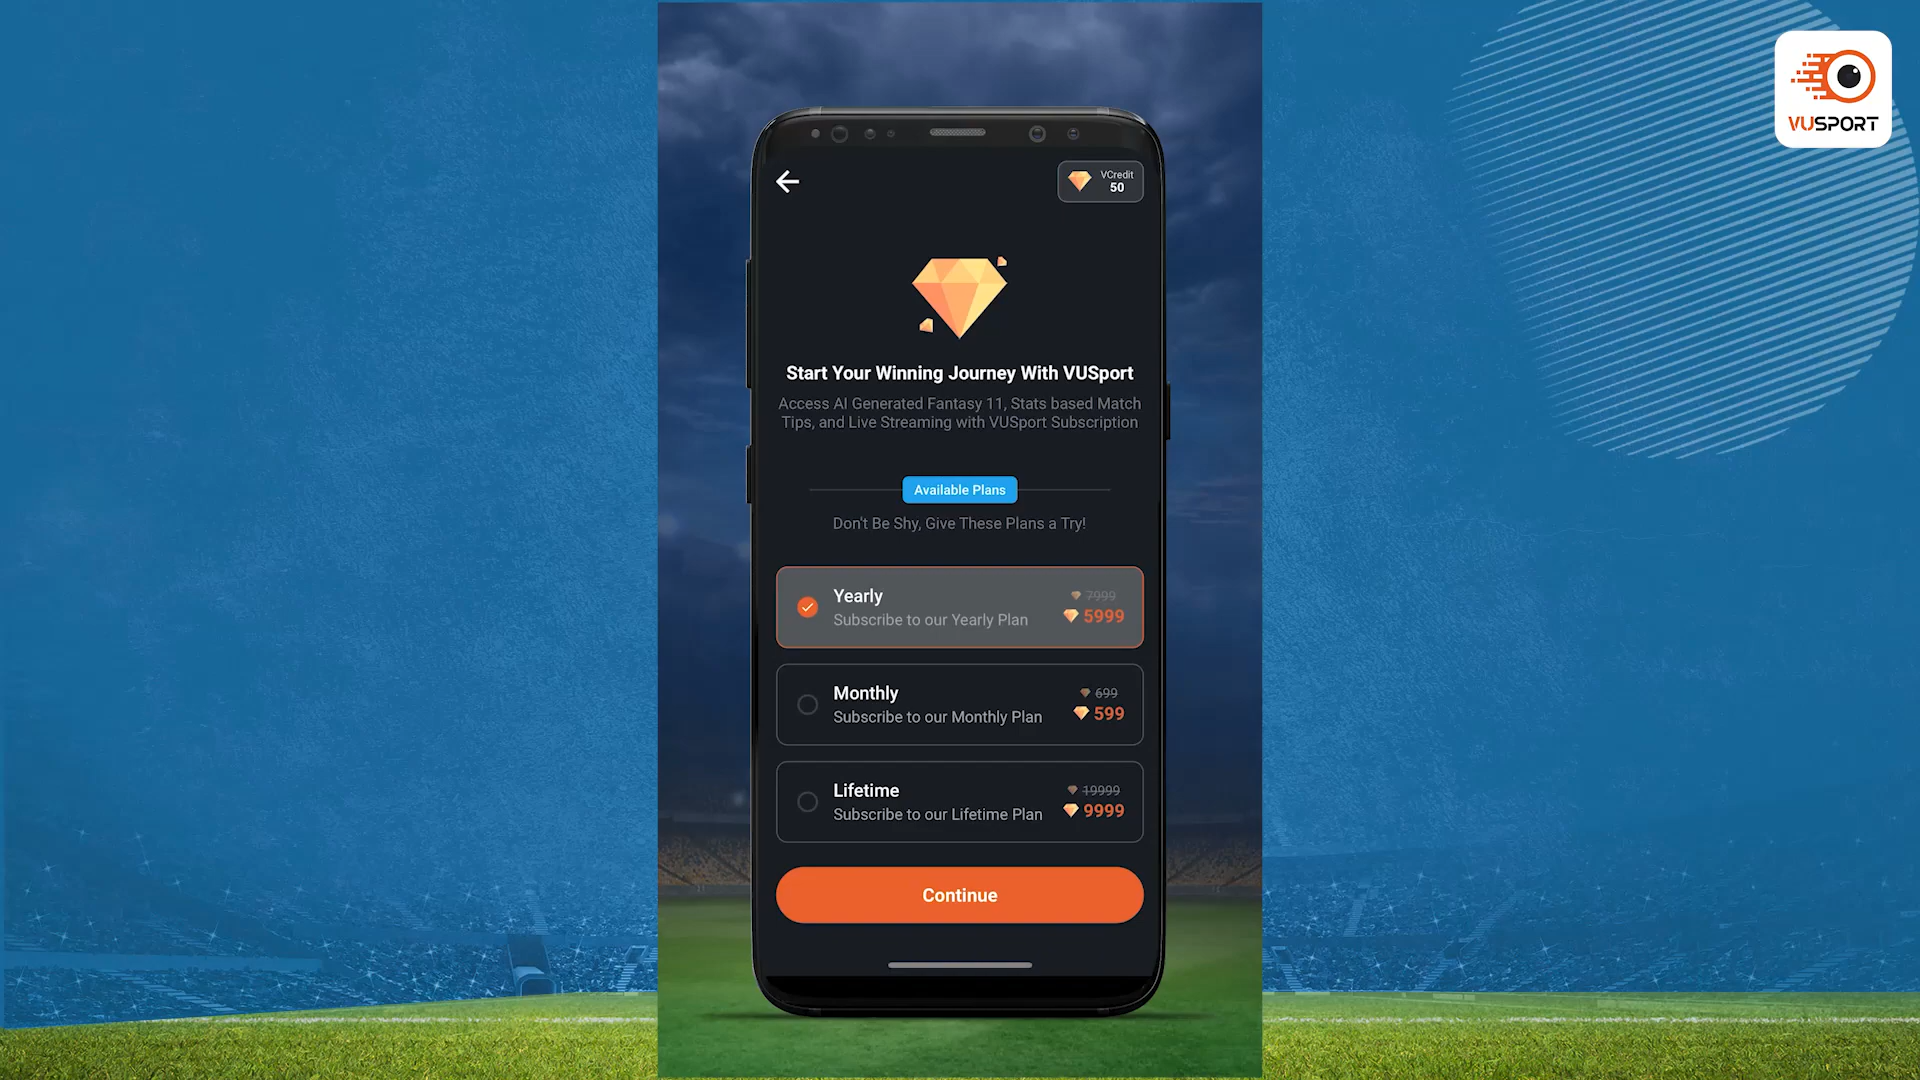 VUSPORT
VCredit
50
Start Your Winning Journey With VUSport
Access AI Generated Fantasy 11, Stats based Match
Tips, and Live Streaming with VUSport Subscription
Available Plans
Don't Be Shy, Give These Plans a Try!
Yearly
7999
Subscribe to our Yearly Plan
5999
Monthly
699
Subscribe to our Monthly Plan
599
Lifetime
19999
Subscribe to our Lifetime Plan
9999
Continue